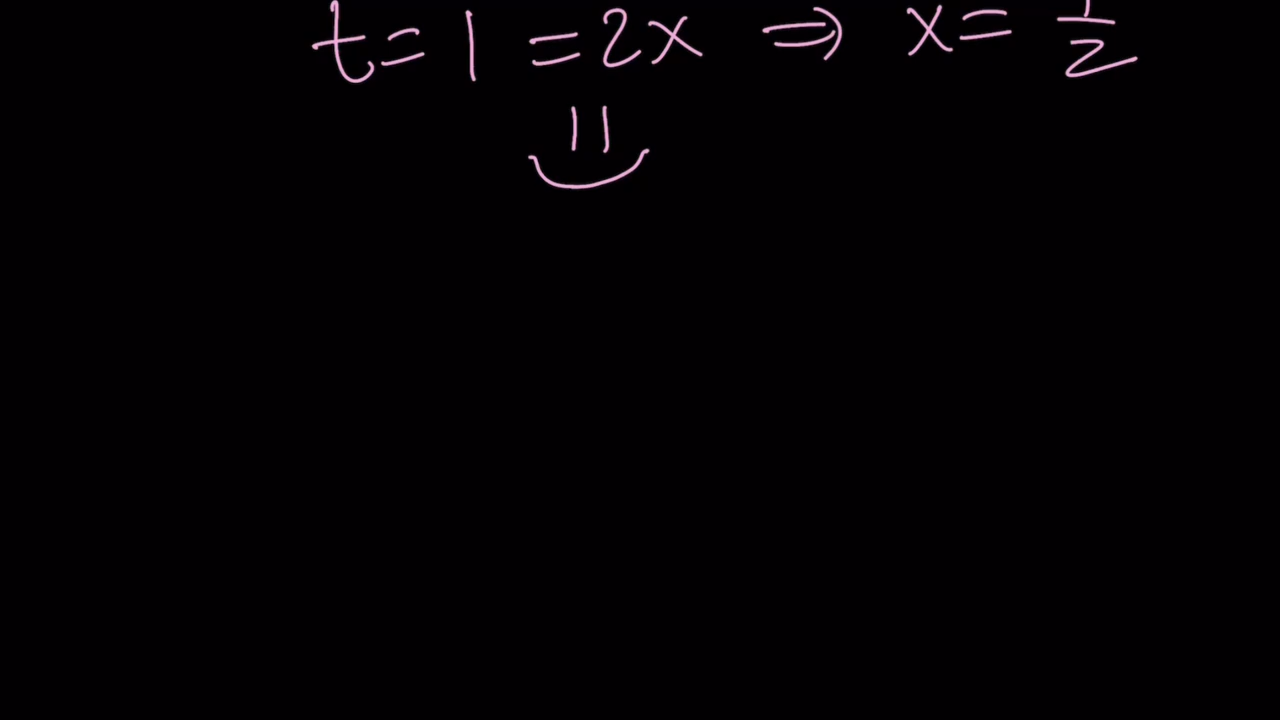 t = 1 = 2x ⇒ x = 1/2